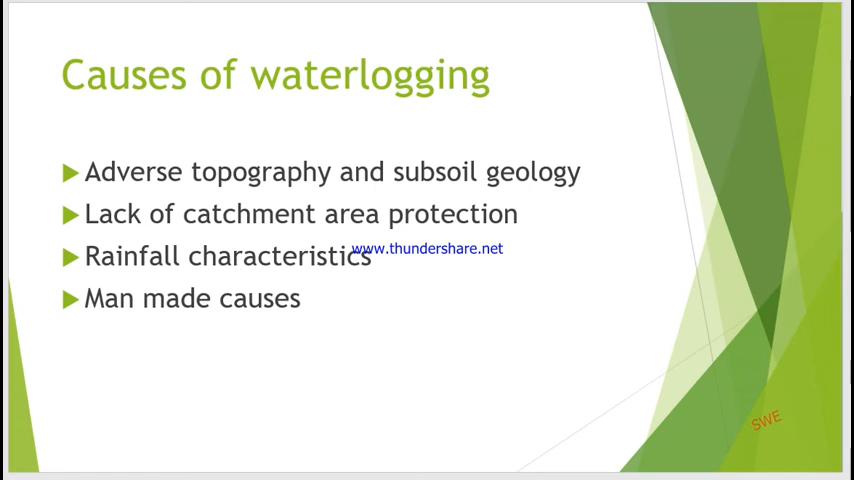 Causes of waterlogging
Adverse topography and subsoil geology
Lack of catchment area protection
www.thundershare.net
Rainfall characteristics
Man made causes
SWE